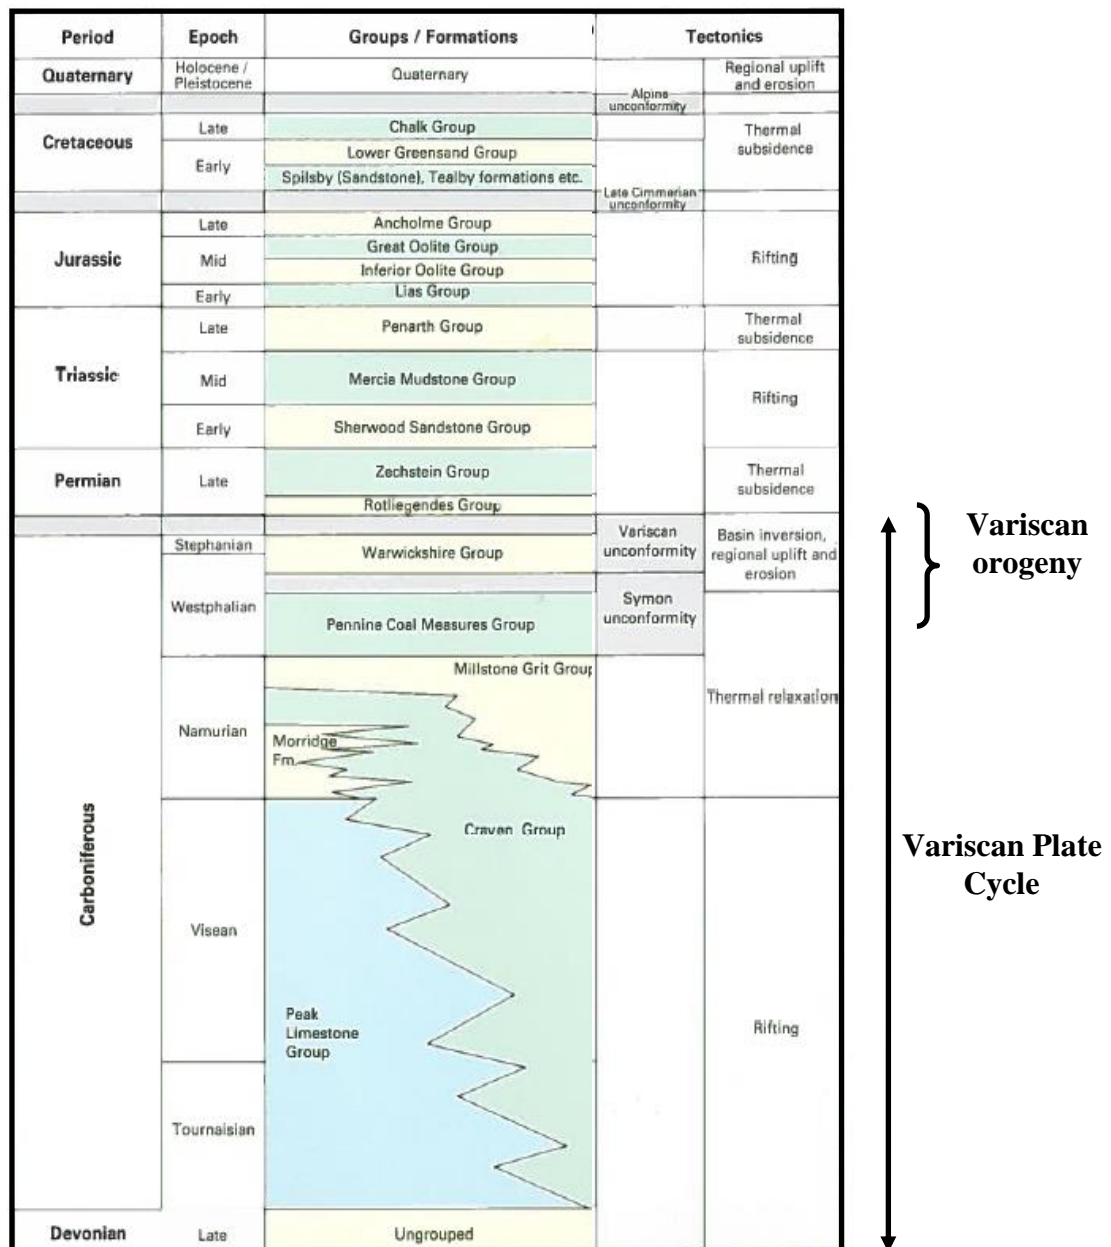 Period Epoch Groups / Formations Tectonics
Quaternary
Holocene /
Pleistocene
Quaternary
Regional uplift
and erosion
Alpine
unconformity
Cretaceous
Late
Chalk Group
Thermal
subsidence
Early
Lower Greensand Group
Spilsby (Sandstone), Tealby formations etc.
Late Cimmerian
unconformity
Jurassic
Late
Ancholme Group
Rifting
Mid
Great Oolite Group
Inferior Oolite Group
Early
Lias Group
Triassic
Late
Penarth Group
Thermal
subsidence
Mid
Mercia Mudstone Group
Rifting
Early
Sherwood Sandstone Group
Permian
Late
Zechstein Group
Thermal
subsidence
Rotliegendes Group
Carboniferous
Stephanian
Warwickshire Group
Variscan
unconformity
Basin inversion,
regional uplift and
erosion
Westphalian
Symon
unconformity
Pennine Coal Measures Group
Millstone Grit Group
Thermal relaxation
Namurian
Morridge
Fm.
Craven Group
Visean
Peak
Limestone
Group
Rifting
Tournaisian
Devonian
Late
Ungrouped
Variscan
orogeny
Variscan Plate
Cycle